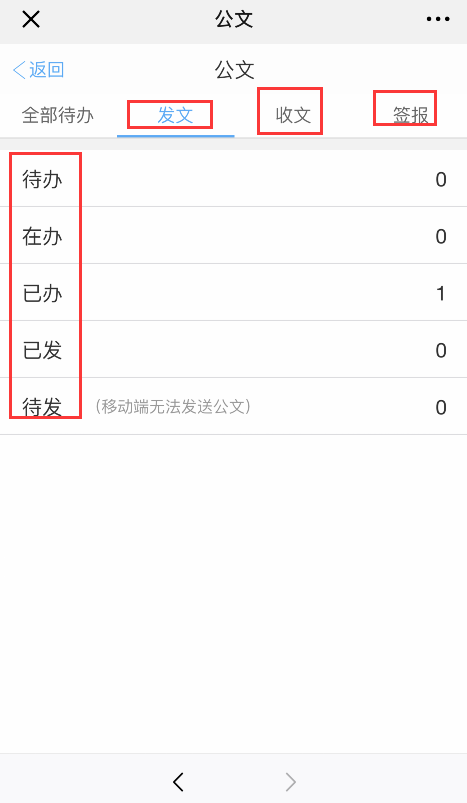 公文
返回 公文
全部待办 发文 收文 签报
待办 0
在办 0
已办 1
已发 0
待发 (移动端无法发送公文) 0